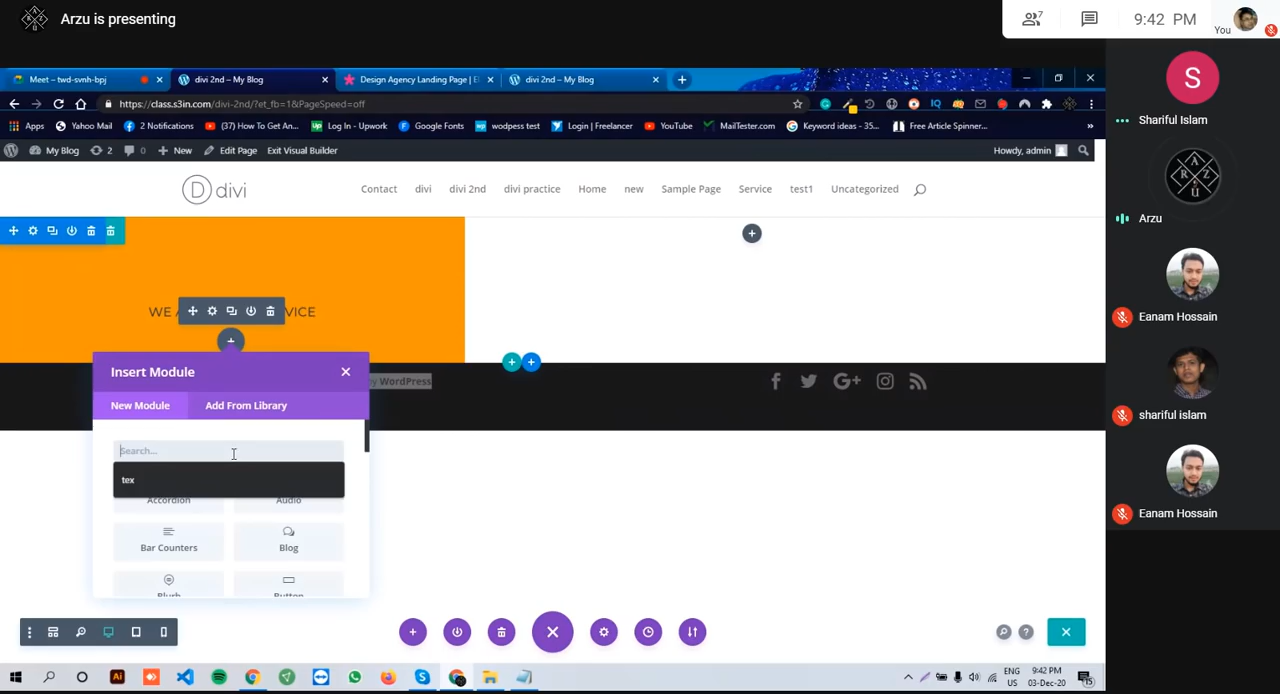 Arzu is presenting
7
9:42 PM
You
Meet – twd-svnh-bpj
divi 2nd – My Blog
Design Agency Landing Page | El
divi 2nd – My Blog
https://class.s3in.com/divi-2nd/?et_fb=1&PageSpeed=off
Apps
Yahoo Mail
2 Notifications
(37) How To Get An...
Log In - Upwork
Google Fonts
wodpess test
Login | Freelancer
YouTube
MailTester.com
Keyword ideas - 35...
Free Article Spinner...
My Blog
2
0
New
Edit Page
Exit Visual Builder
Howdy, admin
D divi
Contact
divi
divi 2nd
divi practice
Home
new
Sample Page
Service
test1
Uncategorized
WE A
VICE
Insert Module
by WordPress
New Module
Add From Library
Search...
tex
Accordion
Audio
Bar Counters
Blog
Blurb
Button
S
Shariful Islam
A
R
Z
U
Arzu
Eanam Hossain
shariful islam
Eanam Hossain
ENG
US
9:42 PM
03-Dec-20
15